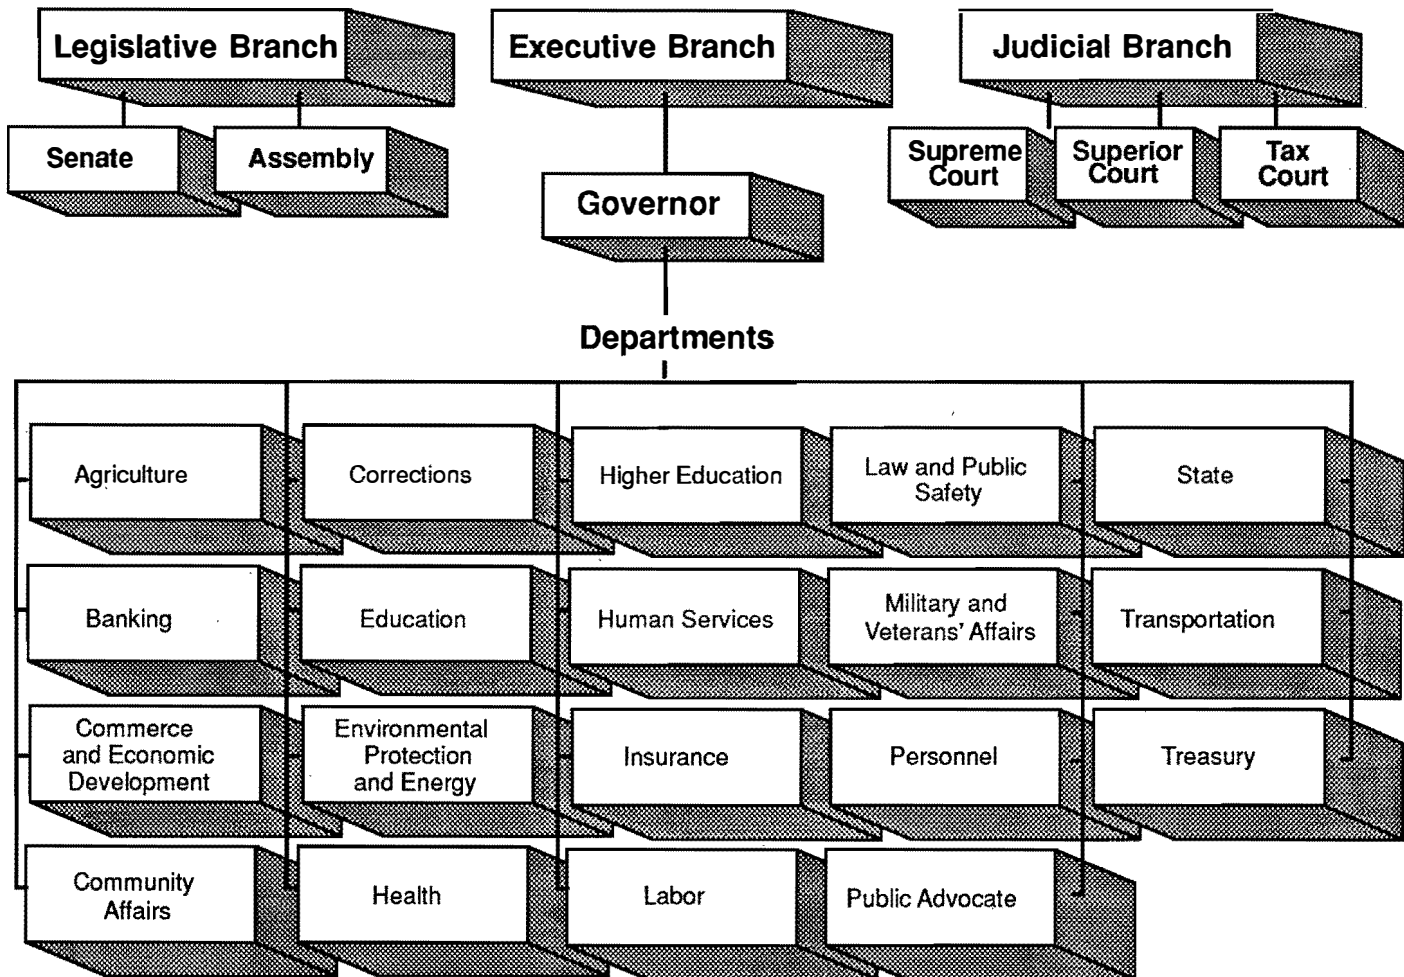 Legislative Branch
Executive Branch
Judicial Branch
Senate
Assembly
Governor
Supreme
Court
Superior
Court
Tax
Court
Departments
Agriculture
Corrections
Higher Education
Law and Public
Safety
State
Banking
Education
Human Services
Military and
Veterans' Affairs
Transportation
Commerce
and Economic
Development
Environmental
Protection
and Energy
Insurance
Personnel
Treasury
Community
Affairs
Health
Labor
Public Advocate